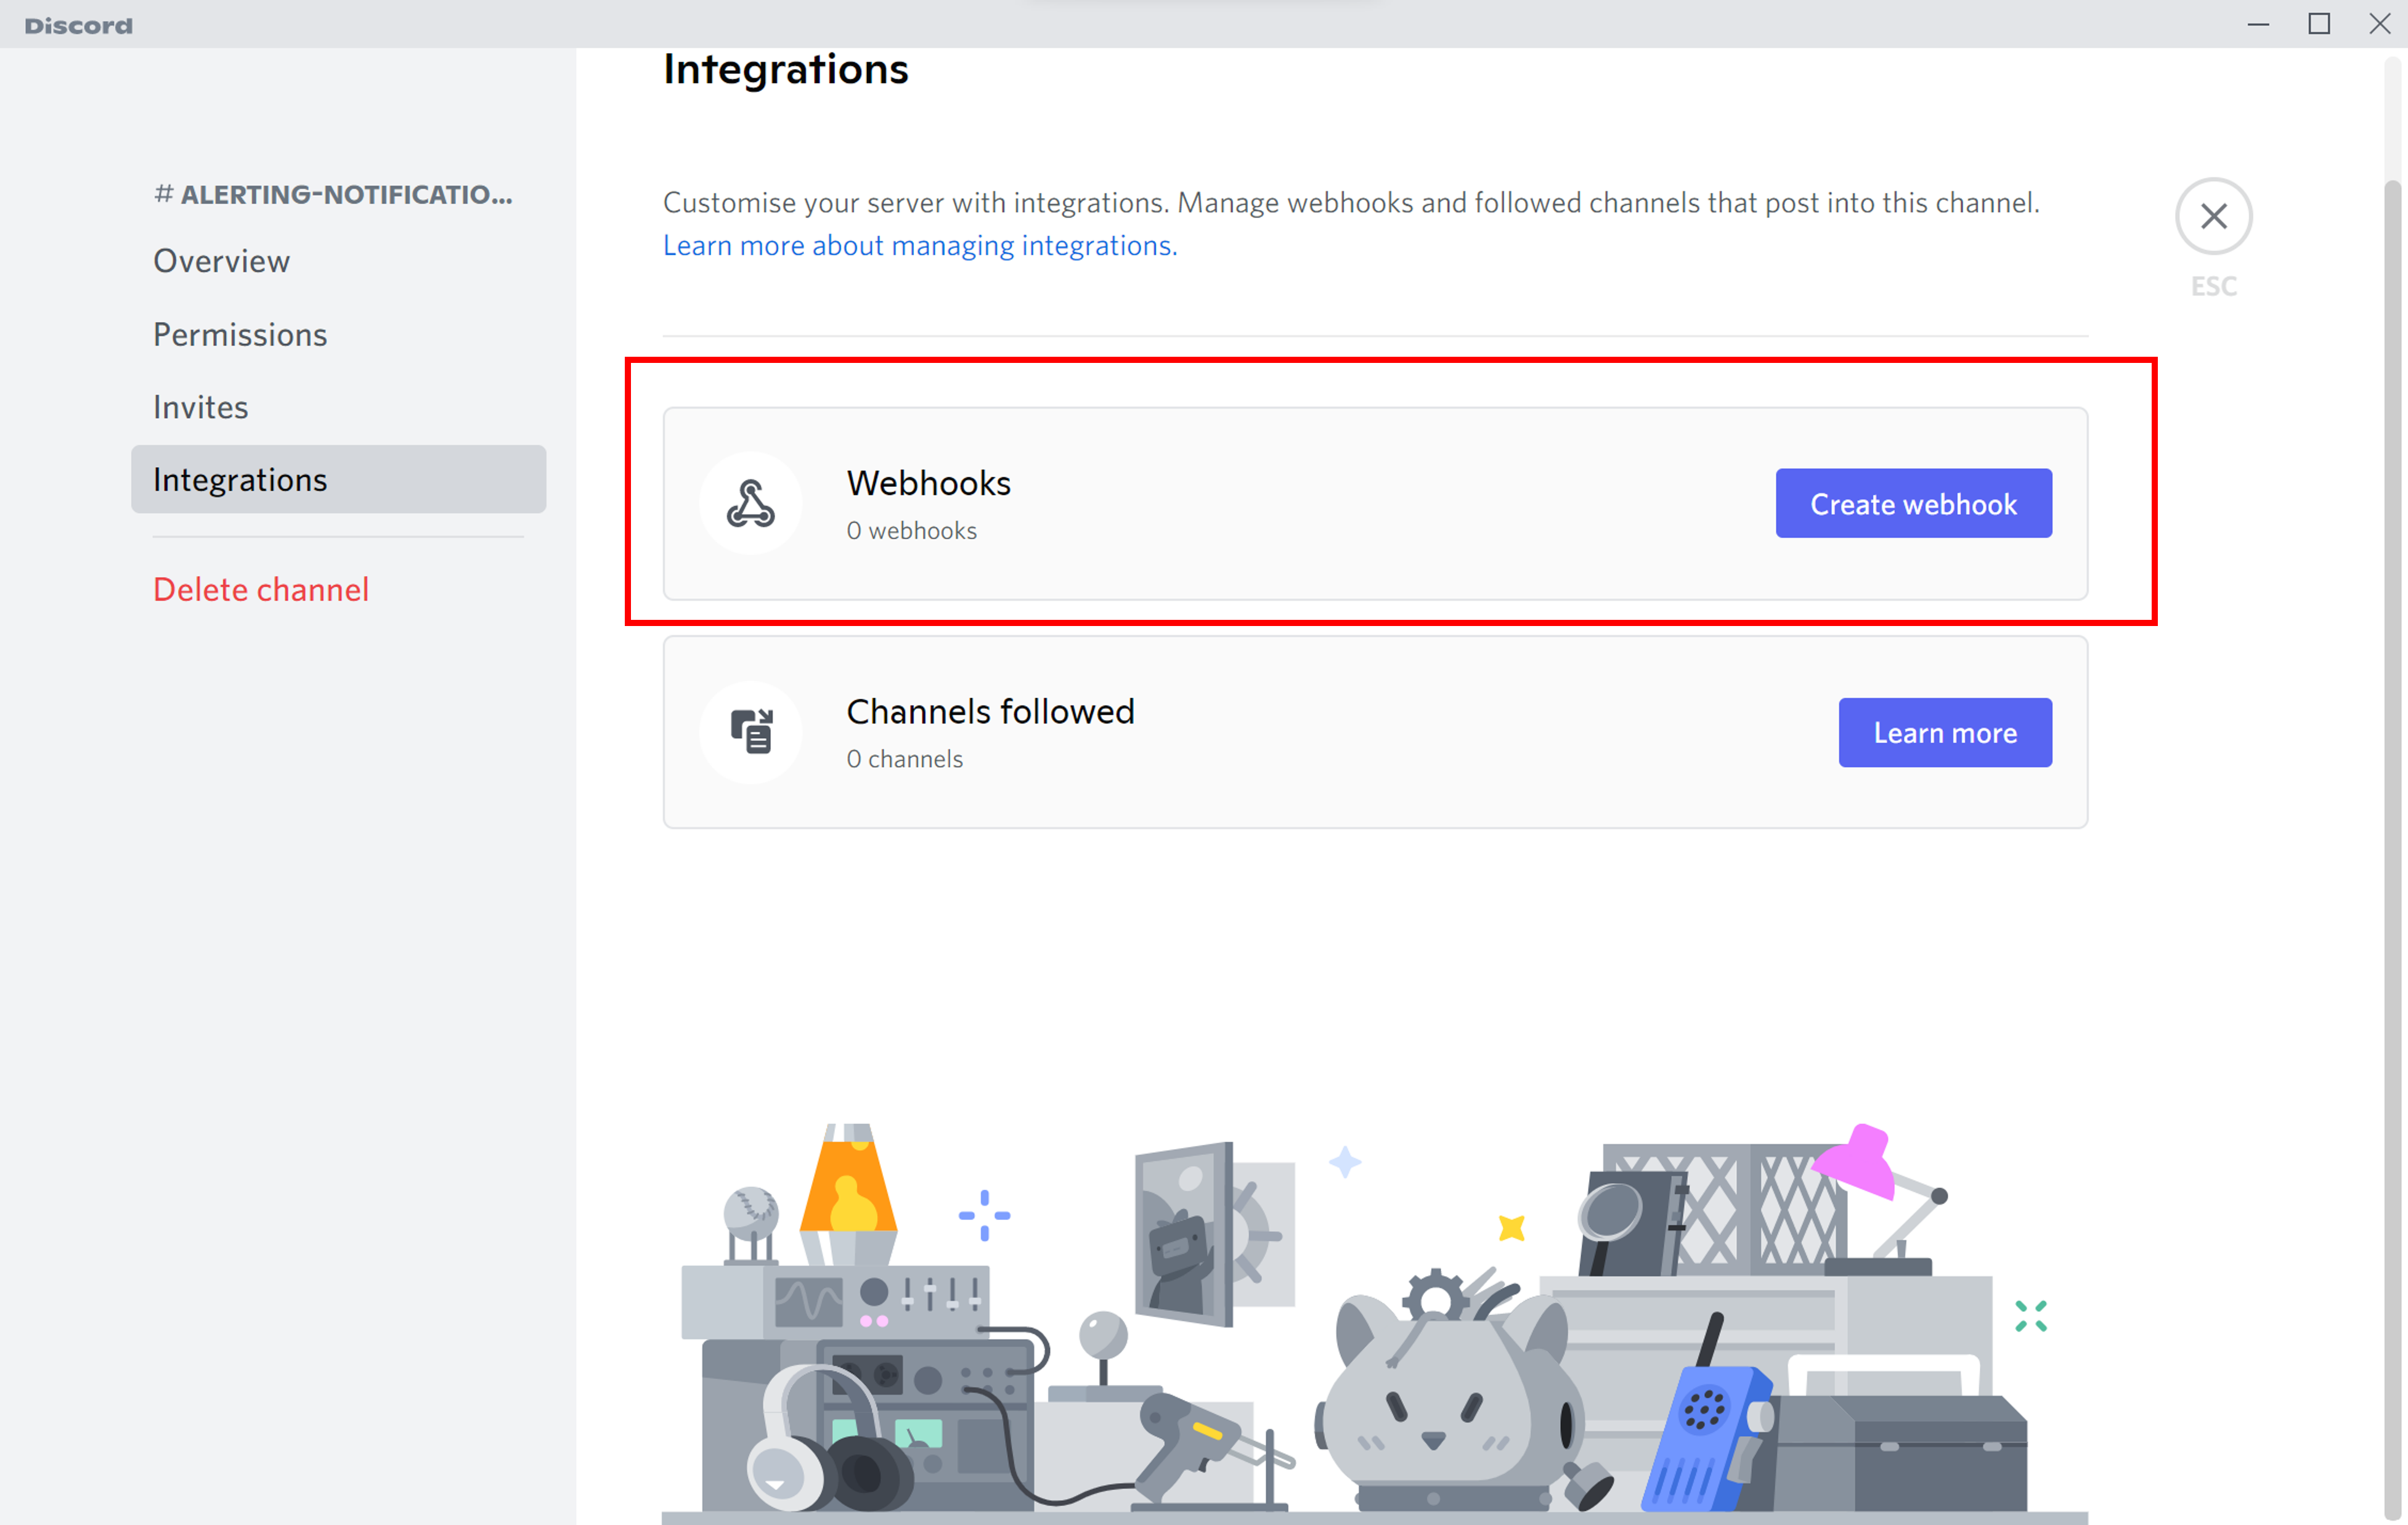 Discord
# ALERTING-NOTIFICATIO...
Overview
Permissions
Invites
Integrations
Delete channel
Integrations
Customise your server with integrations. Manage webhooks and followed channels that post into this channel.
Learn more about managing integrations.
ESC
Webhooks
0 webhooks
Create webhook
Channels followed
0 channels
Learn more